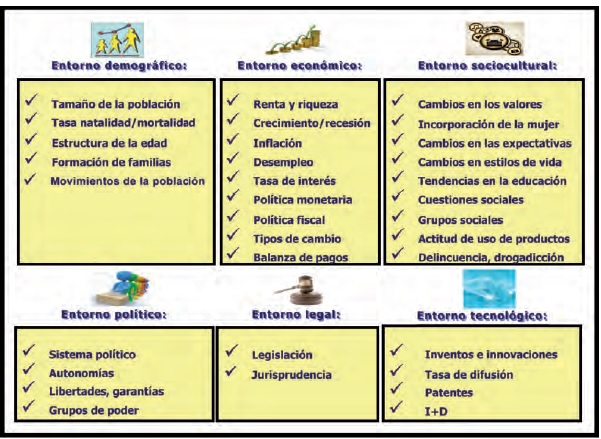 Entorno demográfico:
Tamaño de la población
Tasa natalidad/mortalidad
Estructura de la edad
Formación de familias
Movimientos de la población
Entorno económico:
Renta y riqueza
Crecimiento/recesión
Inflación
Desempleo
Tasa de interés
Política monetaria
Política fiscal
Tipos de cambio
Balanza de pagos
Entorno sociocultural:
Cambios en los valores
Incorporación de la mujer
Cambios en las expectativas
Cambios en estilos de vida
Tendencias en la educación
Cuestiones sociales
Grupos sociales
Actitud de uso de productos
Delincuencia, drogadicción
Entorno político:
Sistema político
Autonomías
Libertades, garantías
Grupos de poder
Entorno legal:
Legislación
Jurisprudencia
Entorno tecnológico:
Inventos e innovaciones
Tasa de difusión
Patentes
I+D